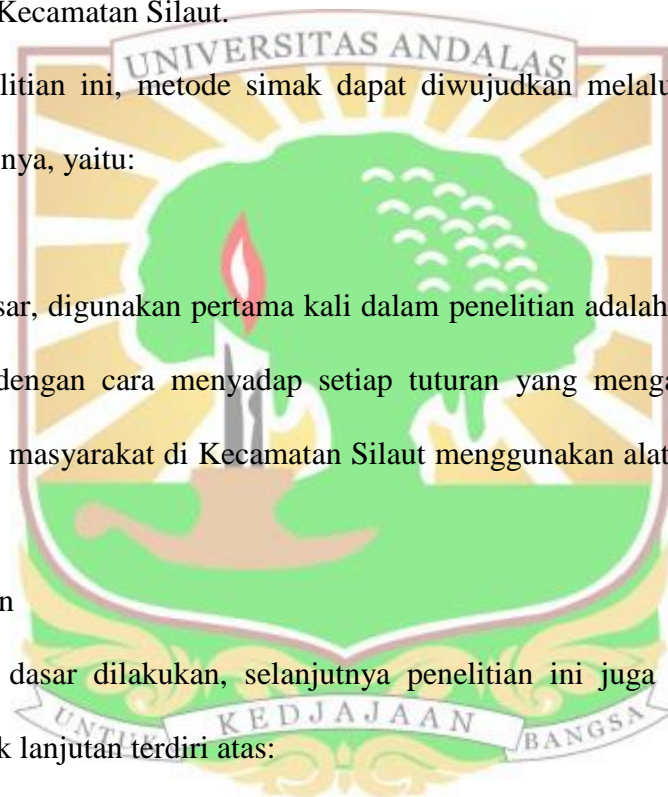 Kecamatan Silaut.
UNIVERSITAS ANDALAS
litian ini, metode simak dapat diwujudkan melalu
nya, yaitu:
sar, digunakan pertama kali dalam penelitian adalah
dengan cara menyadap setiap tuturan yang menga
masyarakat di Kecamatan Silaut menggunakan alat
n
dasar dilakukan, selanjutnya penelitian ini juga
UNTUK KEDJAJAAN BANGSA
k lanjutan terdiri atas: